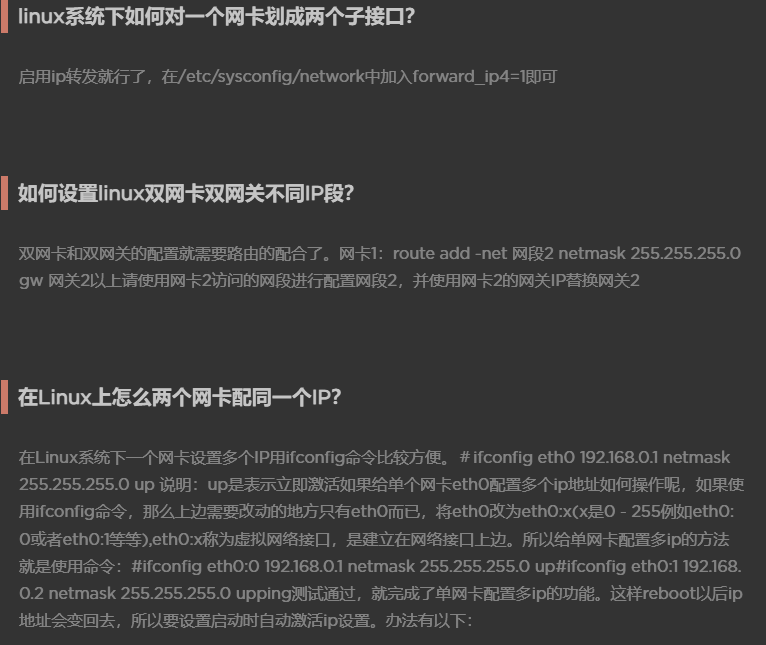 linux系统下如何对一个网卡划成两个子接口？
启用ip转发就行了，在/etc/sysconfig/network中加入forward_ip4=1即可
如何设置linux双网卡双网关不同IP段？
双网卡和双网关的配置就需要路由的配合了。网卡1：route add -net 网段2 netmask 255.255.255.0
gw 网关2以上请使用网卡2访问的网段进行配置网段2，并使用网卡2的网关IP替换网关2
在Linux上怎么两个网卡配同一个IP？
在Linux系统下一个网卡设置多个IP用ifconfig命令比较方便。＃ifconfig eth0 192.168.0.1 netmask
255.255.255.0 up 说明：up是表示立即激活如果给单个网卡eth0配置多个ip地址如何操作呢，如果使
用ifconfig命令，那么上边需要改动的地方只有eth0而已，将eth0改为eth0:x(x是0 - 255例如eth0:
0或者eth0:1等等),eth0:x称为虚拟网络接口，是建立在网络接口上边。所以给单网卡配置多ip的方法
就是使用命令：#ifconfig eth0:0 192.168.0.1 netmask 255.255.255.0 up#ifconfig eth0:1 192.168.
0.2 netmask 255.255.255.0 upping测试通过，就完成了单网卡配置多ip的功能。这样reboot以后ip
地址会变回去，所以要设置启动时自动激活ip设置。办法有以下：